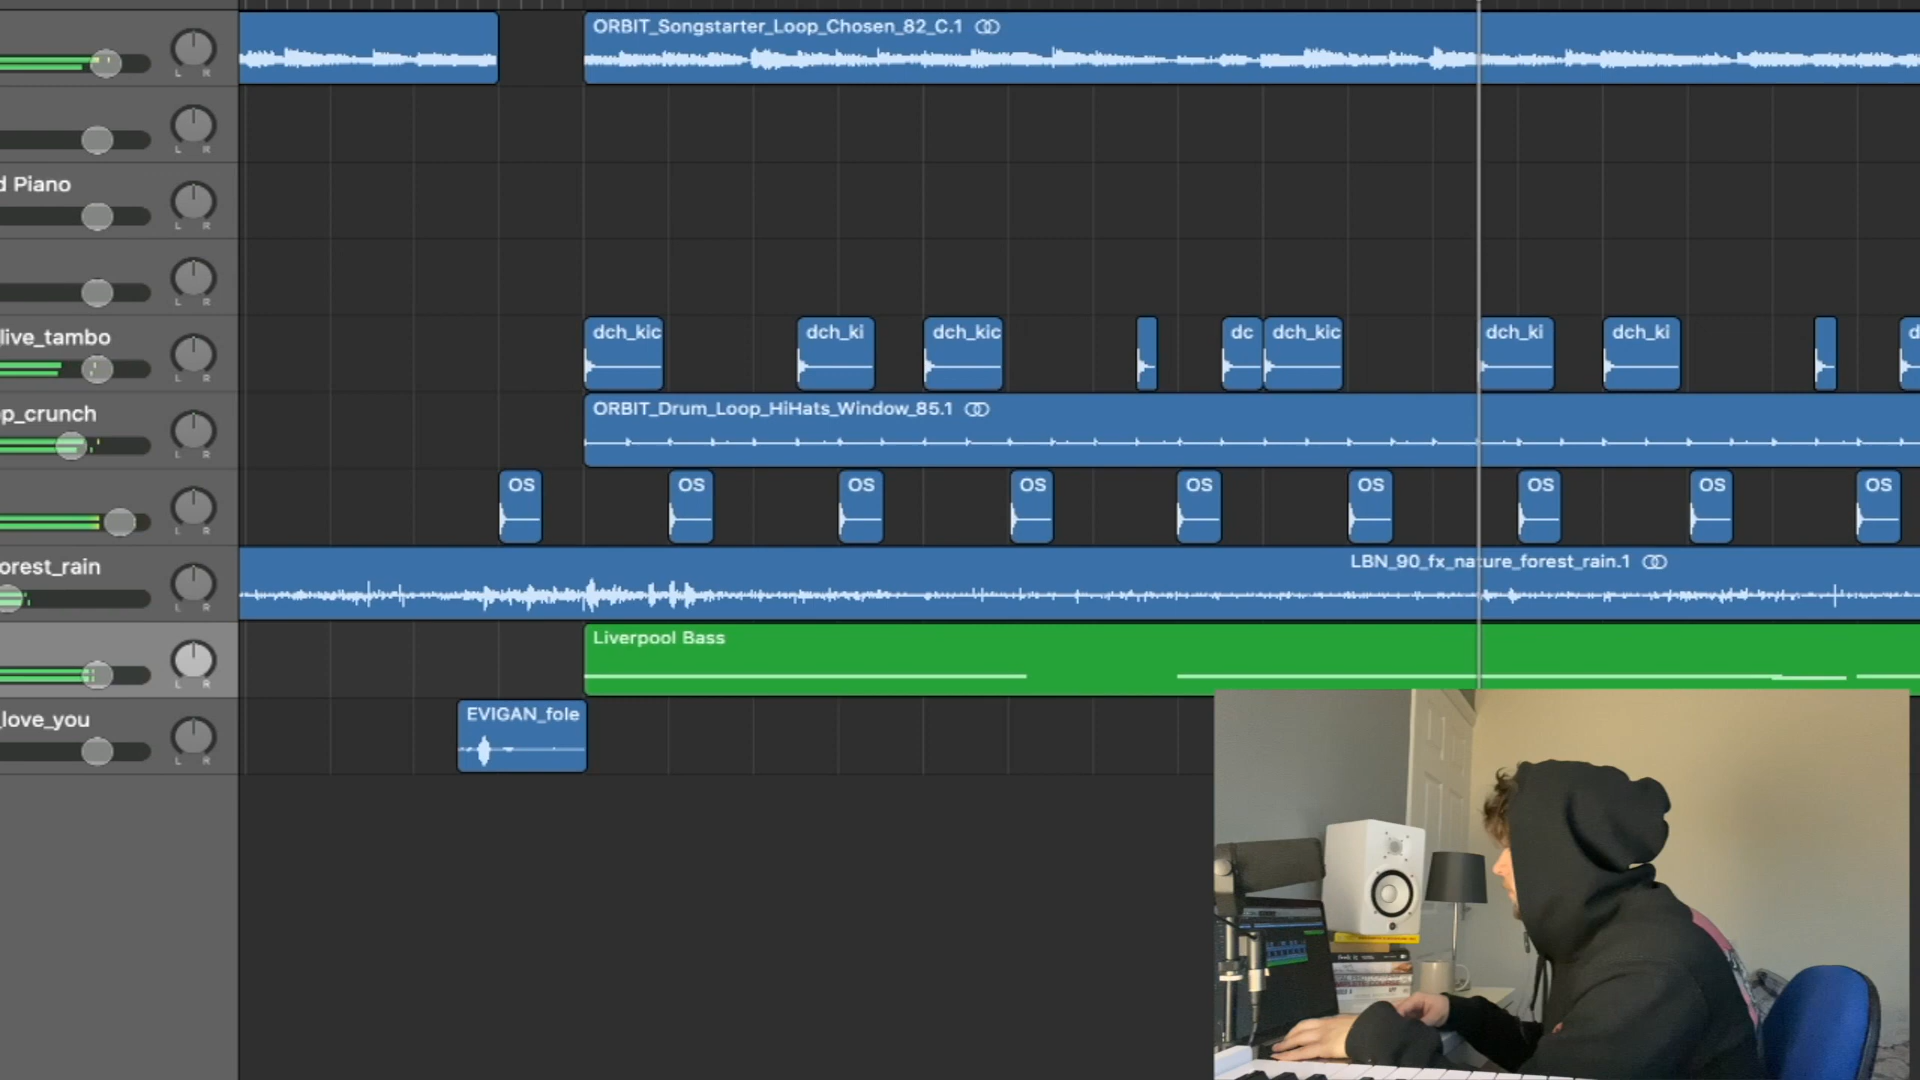 ORBIT_Songstarter_Loop_Chosen_82_C.1
L R
L R
d Piano
L R
L R
live_tambo
L R
dch_kic
dch_ki
dch_kic
dc
dch_kic
dch_ki
dch_ki
d
p_crunch
L R
ORBIT_Drum_Loop_HiHats_Window_85.1
L R
OS
OS
OS
OS
OS
OS
OS
OS
OS
orest_rain
L R
LBN_90_fx_nature_forest_rain.1
L R
Liverpool Bass
love_you
L R
EVIGAN_fole